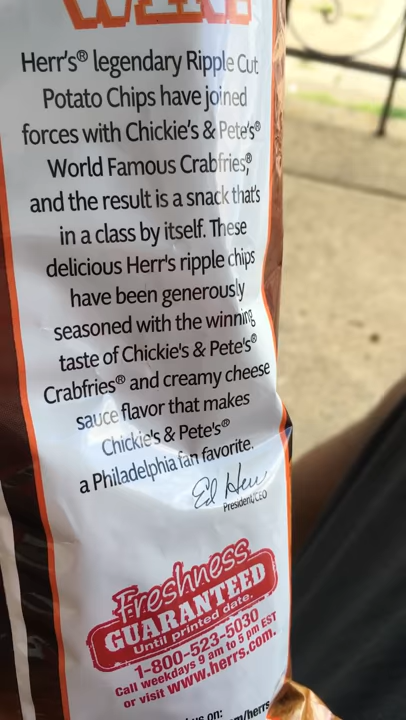 Herr's® legendary Ripple Cut
Potato Chips have joined
forces with Chickie's & Pete's®
World Famous Crabfries®,
and the result is a snack that's
in a class by itself. These
delicious Herr's ripple chips
have been generously
seasoned with the winning
taste of Chickie's & Pete's®
Crabfries® and creamy cheese
sauce flavor that makes
Chickie's & Pete's®
a Philadelphia fan favorite.
Ed Herr
President/CEO
Freshness
GUARANTEED
Until printed date.
1-800-523-5030
Call weekdays 9 am to 5 pm EST
or visit www.herrs.com.
us on:
m/herrs